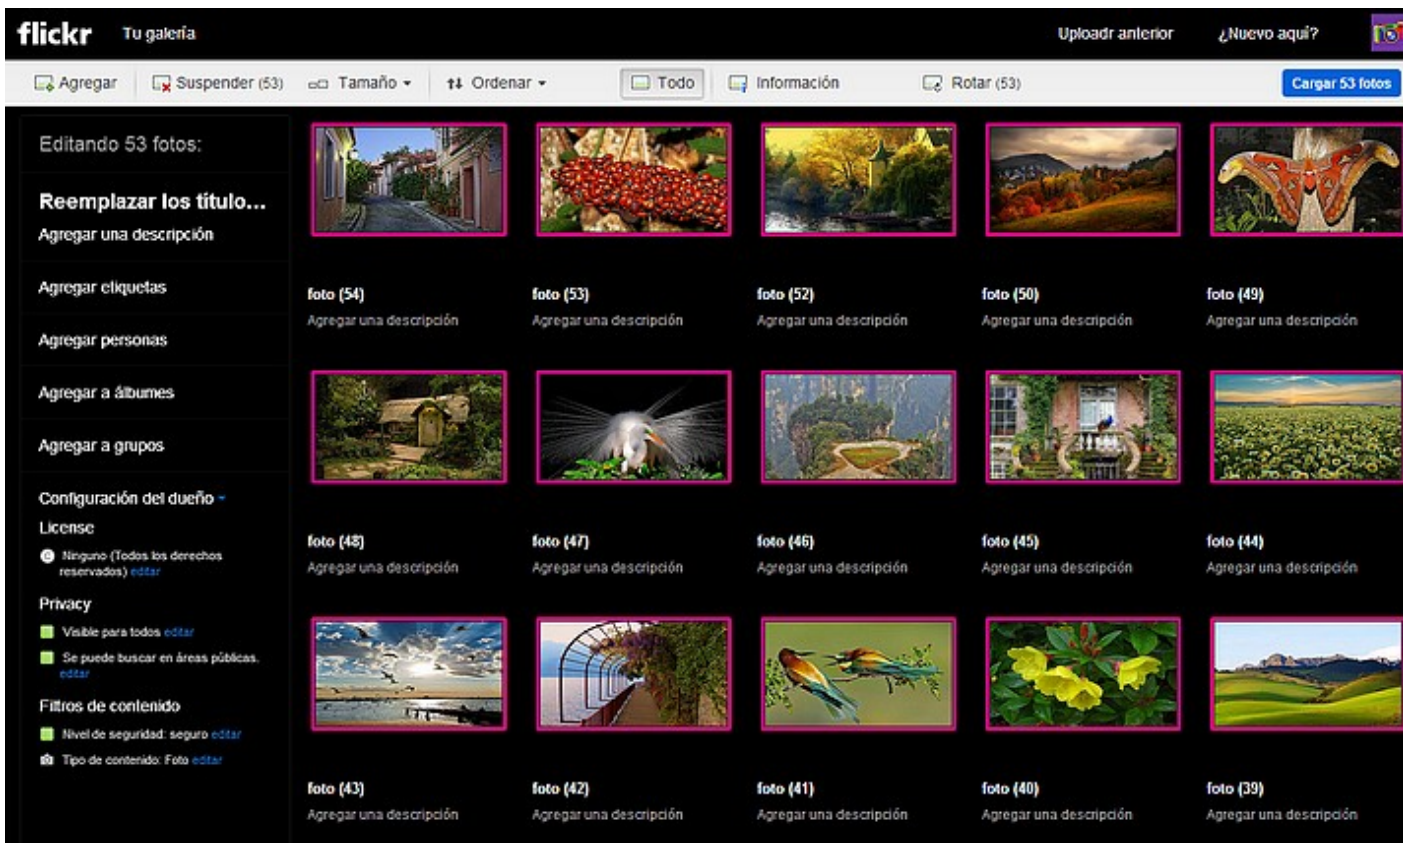 flickr Tu galería Uploadr anterior ¿Nuevo aquí?
Agregar Suspender (53) Tamaño Ordenar Todo Información Rotar (53) Cargar 53 fotos
Editando 53 fotos:
Reemplazar los título...
Agregar una descripción
Agregar etiquetas
Agregar personas
Agregar a álbumes
Agregar a grupos
Configuración del dueño
License
Ninguno (Todos los derechos
reservados) editar
Privacy
Visible para todos editar
Se puede buscar en áreas públicas.
editar
Filtros de contenido
Nivel de seguridad: seguro editar
Tipo de contenido: Foto editar
foto (54) foto (53) foto (52) foto (50) foto (49)
Agregar una descripción Agregar una descripción Agregar una descripción Agregar una descripción Agregar una descripción
foto (48) foto (47) foto (46) foto (45) foto (44)
Agregar una descripción Agregar una descripción Agregar una descripción Agregar una descripción Agregar una descripción
foto (43) foto (42) foto (41) foto (40) foto (39)
Agregar una descripción Agregar una descripción Agregar una descripción Agregar una descripción Agregar una descripción